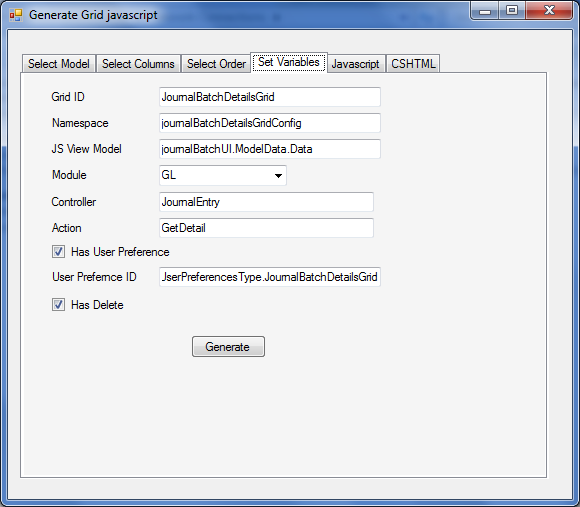 Generate Grid javascript
Select Model Select Columns Select Order Set Variables Javascript CSHTML
Grid ID JournalBatchDetailsGrid
Namespace journalBatchDetailsGridConfig
JS View Model journalBatchUI.ModelData.Data
Module GL
Controller JournalEntry
Action GetDetail
Has User Preference
User Prefernce ID JserPreferencesType.JournalBatchDetailsGrid
Has Delete
Generate